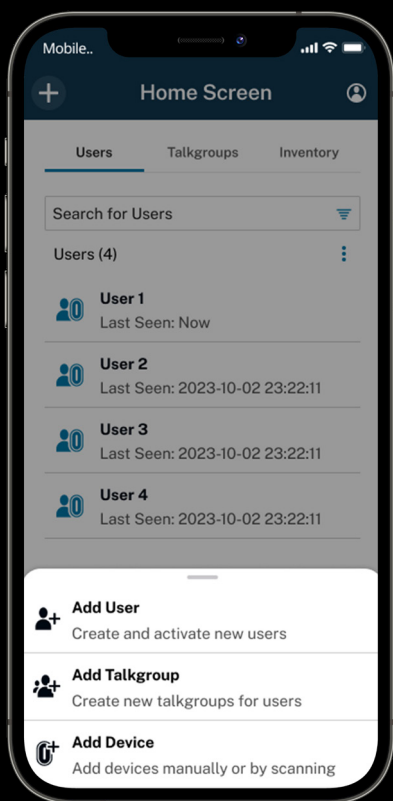 Mobile..
Home Screen
Users Talkgroups Inventory
Search for Users
Users (4)
User 1
Last Seen: Now
User 2
Last Seen: 2023-10-02 23:22:11
User 3
Last Seen: 2023-10-02 23:22:11
User 4
Last Seen: 2023-10-02 23:22:11
Add User
Create and activate new users
Add Talkgroup
Create new talkgroups for users
Add Device
Add devices manually or by scanning